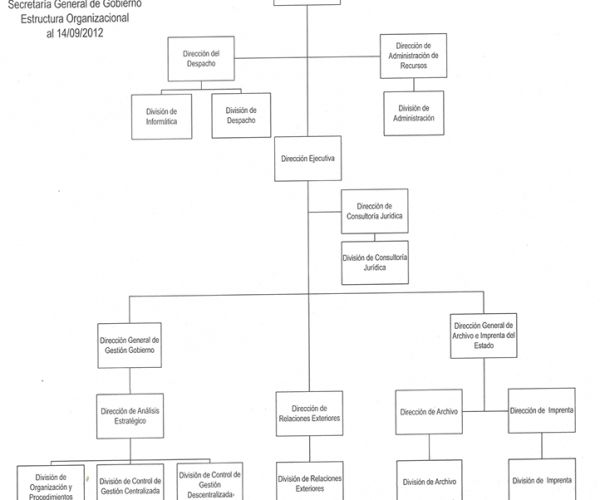 Secretaría General de Gobierno
Estructura Organizacional
al 14/09/2012
Dirección del
Despacho
Dirección de
Administración de
Recursos
División de
Informática
División de
Despacho
División de
Administración
Dirección Ejecutiva
Dirección de
Consultoría Jurídica
División de Consultoría
Jurídica
Dirección General de
Gestión Gobierno
Dirección General de
Archivo e Imprenta del
Estado
Dirección de Análisis
Estratégico
Dirección de
Relaciones Exteriores
Dirección de Archivo
Dirección de Imprenta
División de
Organización y
Procedimientos
División de Control de
Gestión Centralizada
División de Control de
Gestión
Descentralizada-
División de Relaciones
Exteriores
División de Archivo
División de Imprenta